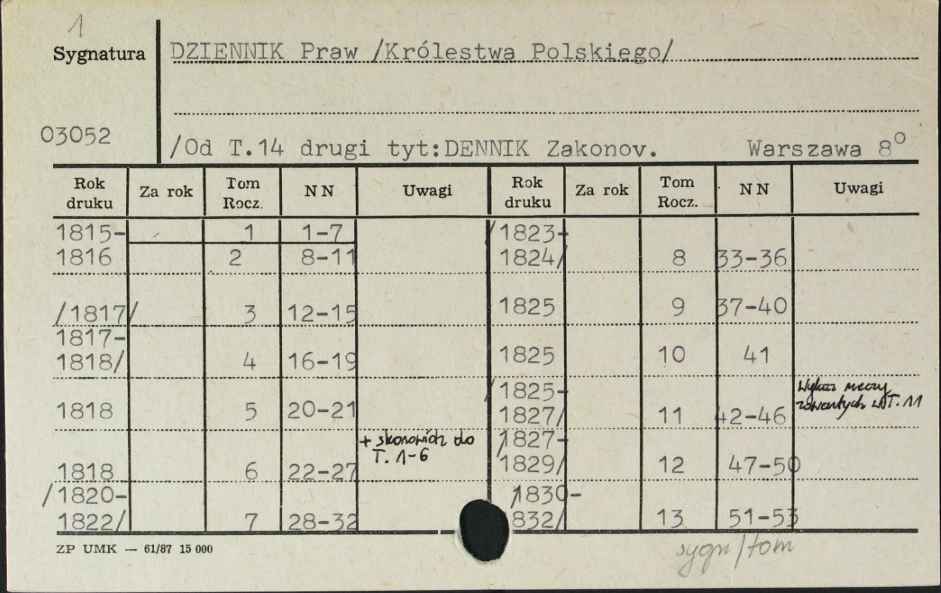 1
Sygnatura DZIENNIK Praw /Królestwa Polskiego/
03052
/Od T.14 drugi tyt:DENNIK Zakonov. Warszawa 8°
Rok druku Za rok Tom Rocz. N N Uwagi Rok druku Za rok Tom Rocz. N N Uwagi
1815- 1 1-7 /1823-
1816 2 8-11 1824/ 8 33-36
/1817/ 3 12-15 1825 9 37-40
1817-
1818/ 4 16-19 1825 10 41
/1825- Wykaz rzeczy
1818 5 20-21 1827/ 11 42-46 zawartych w T. 11
+ skorowidz do /1827-
T. 1-6
1818 6 22-27 1829/ 12 47-50
/1820- /1830-
1822/ 7 28-32 832/ 13 51-53
ZP UMK — 61/87 15 000
sygn/tom